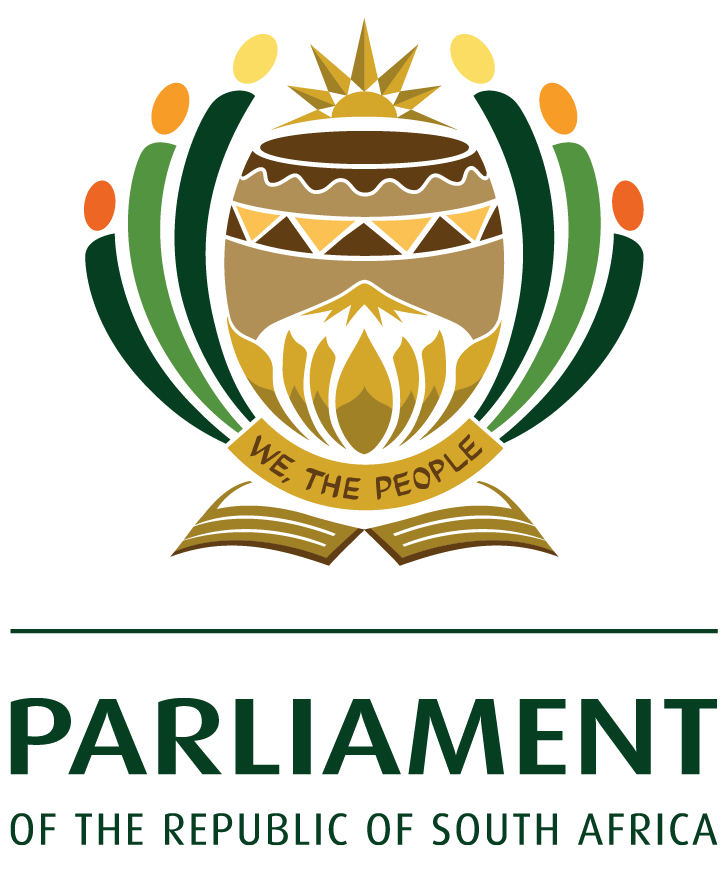 WE, THE PEOPLE
PARLIAMENT
OF THE REPUBLIC OF SOUTH AFRICA